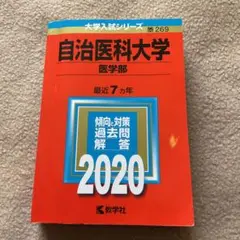 大学入試シリーズ 269
自治医科大学
医学部
最近7カ年
傾向と対策
過去問
解答
2020
教学社